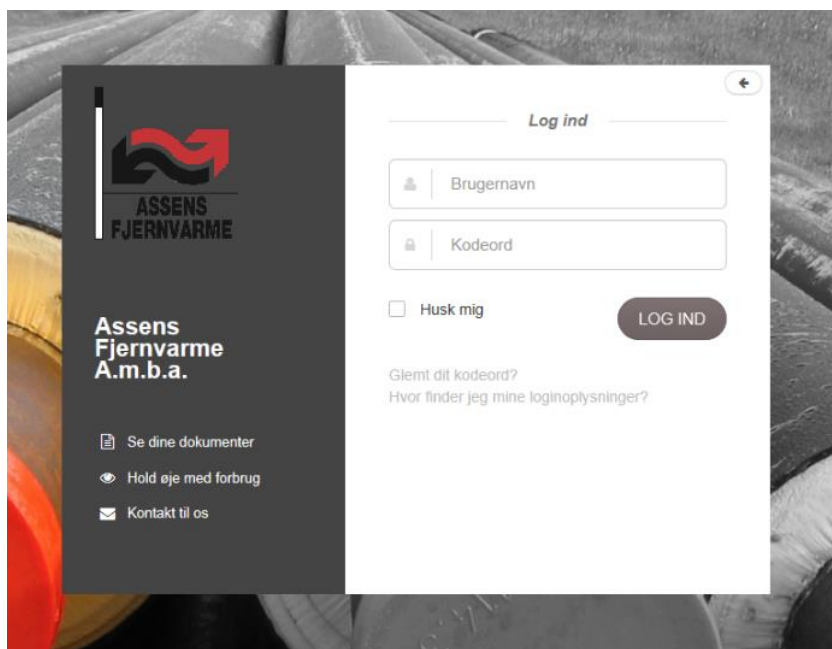 ASSENS
FJERNVARME
Assens
Fjernvarme
A.m.b.a.
Se dine dokumenter
Hold øje med forbrug
Kontakt til os
Log ind
Brugernavn
Kodeord
Husk mig
LOG IND
Glemt dit kodeord?
Hvor finder jeg mine loginoplysninger?